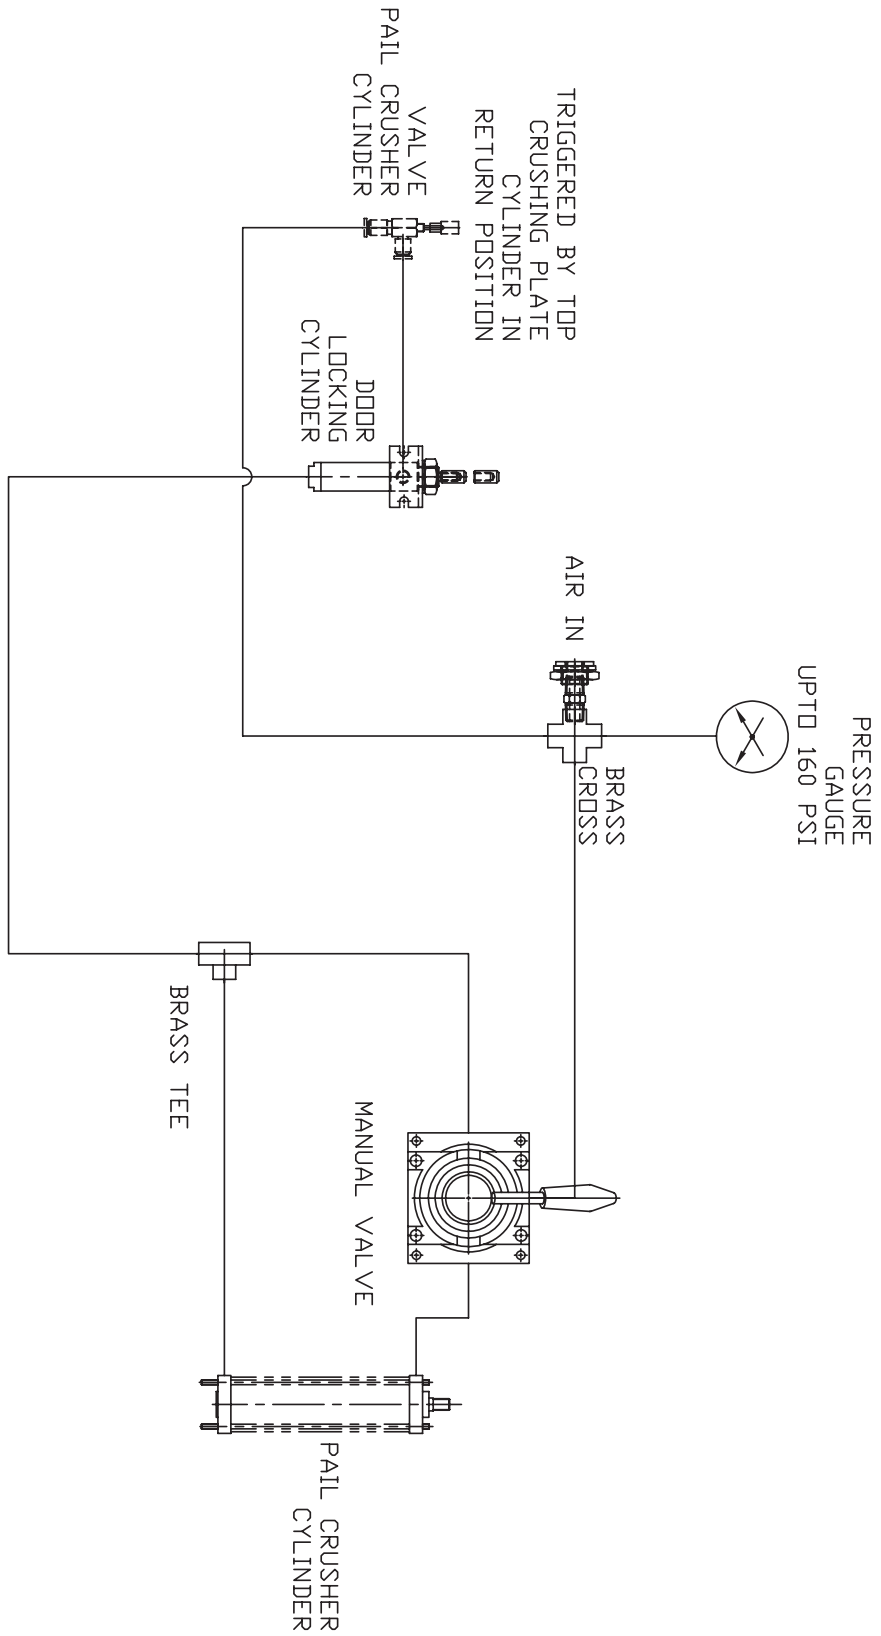 PRESSURE
GAUGE
UPTO 160 PSI
BRASS
CROSS
AIR IN
TRIGGERED BY TOP
CRUSHING PLATE
CYLINDER IN
RETURN POSITION
VALVE
PAIL CRUSHER
CYLINDER
DOOR
LOCKING
CYLINDER
MANUAL VALVE
PAIL CRUSHER
CYLINDER
BRASS TEE